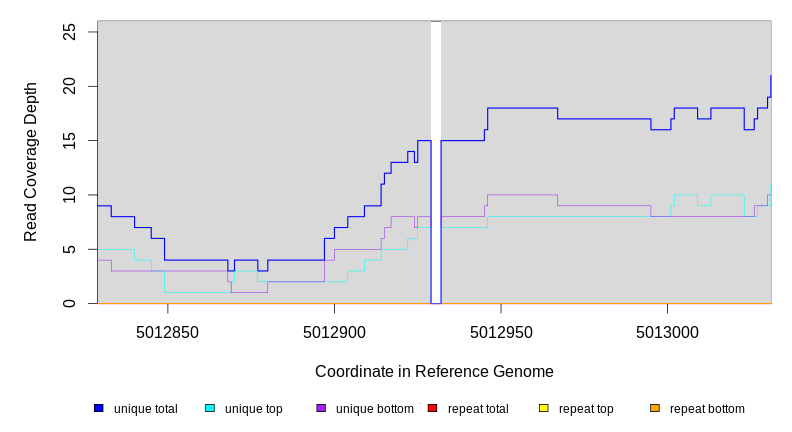 25
20
15
10
5
0
Read Coverage Depth
5012850 5012900 5012950 5013000
Coordinate in Reference Genome
unique total unique top unique bottom repeat total repeat top repeat bottom